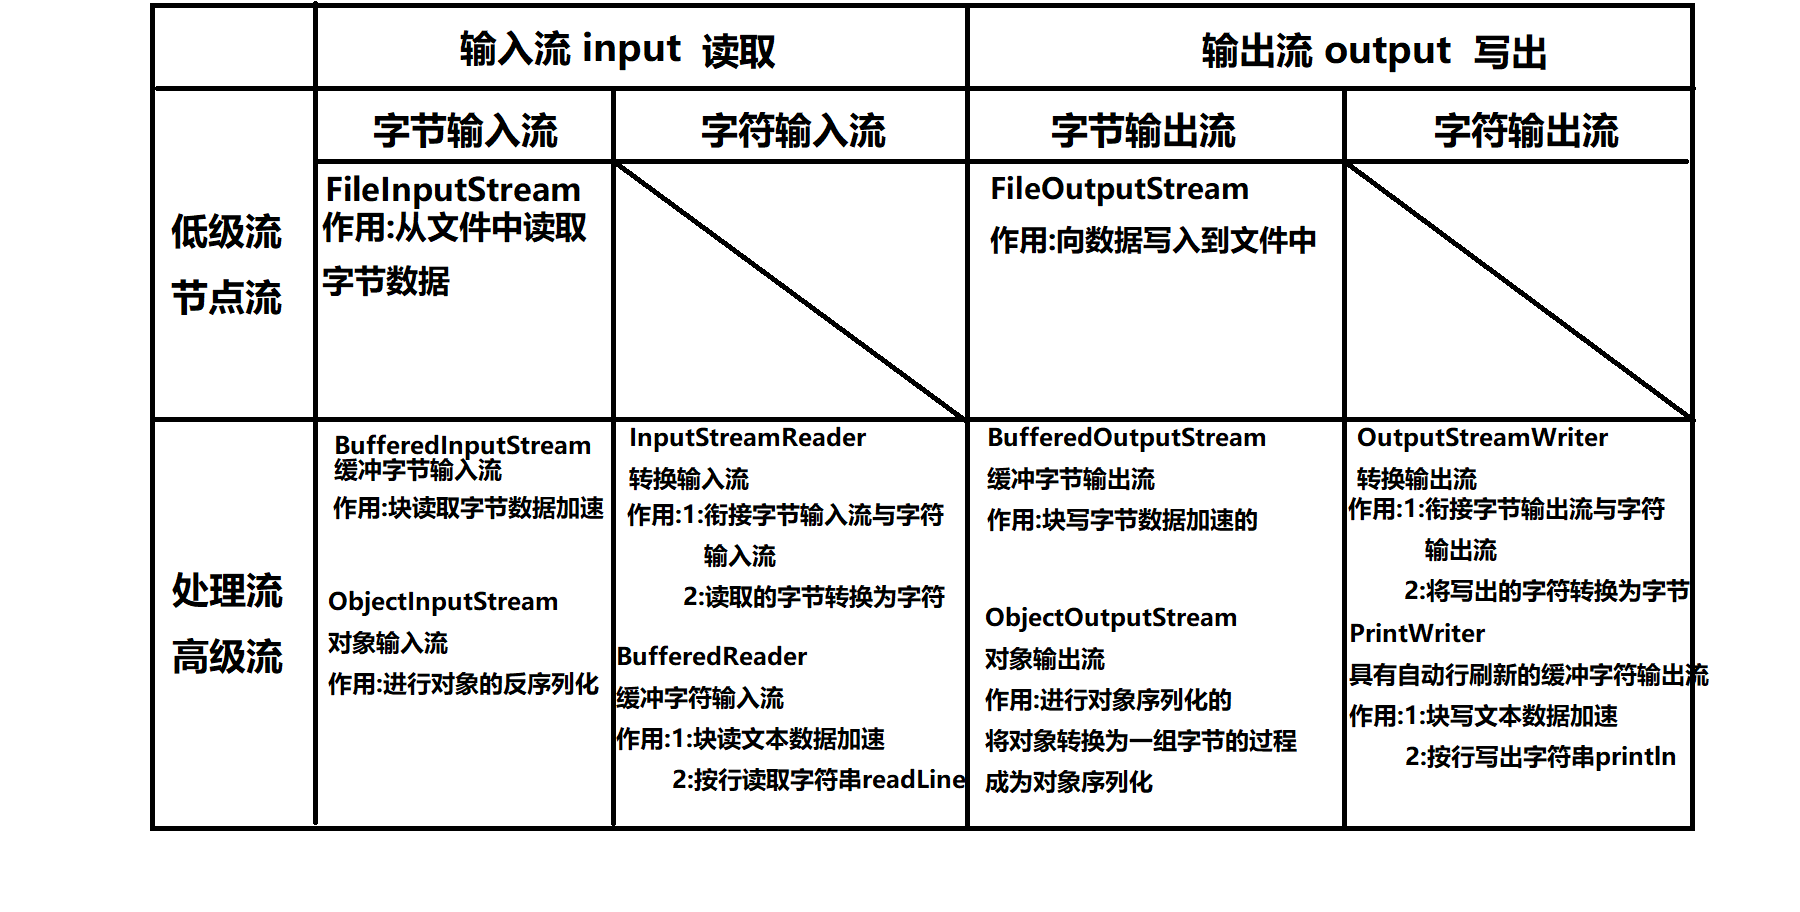 输入流 input 读取
输出流 output 写出
字节输入流
字符输入流
字节输出流
字符输出流
低级流
节点流
FileInputStream
作用:从文件中读取
字节数据
FileOutputStream
作用:向数据写入到文件中
处理流
高级流
BufferedInputStream
缓冲字节输入流
作用:块读取字节数据加速
ObjectInputStream
对象输入流
作用:进行对象的反序列化
InputStreamReader
转换输入流
作用:1:衔接字节输入流与字符
输入流
2:读取的字节转换为字符
BufferedReader
缓冲字符输入流
作用:1:块读文本数据加速
2:按行读取字符串readLine
BufferedOutputStream
缓冲字节输出流
作用:块写字节数据加速的
ObjectOutputStream
对象输出流
作用:进行对象序列化的
将对象转换为一组字节的过程
成为对象序列化
OutputStreamWriter
转换输出流
作用:1:衔接字节输出流与字符
输出流
2:将写出的字符转换为字节
PrintWriter
具有自动行刷新的缓冲字符输出流
作用:1:块写文本数据加速
2:按行写出字符串println